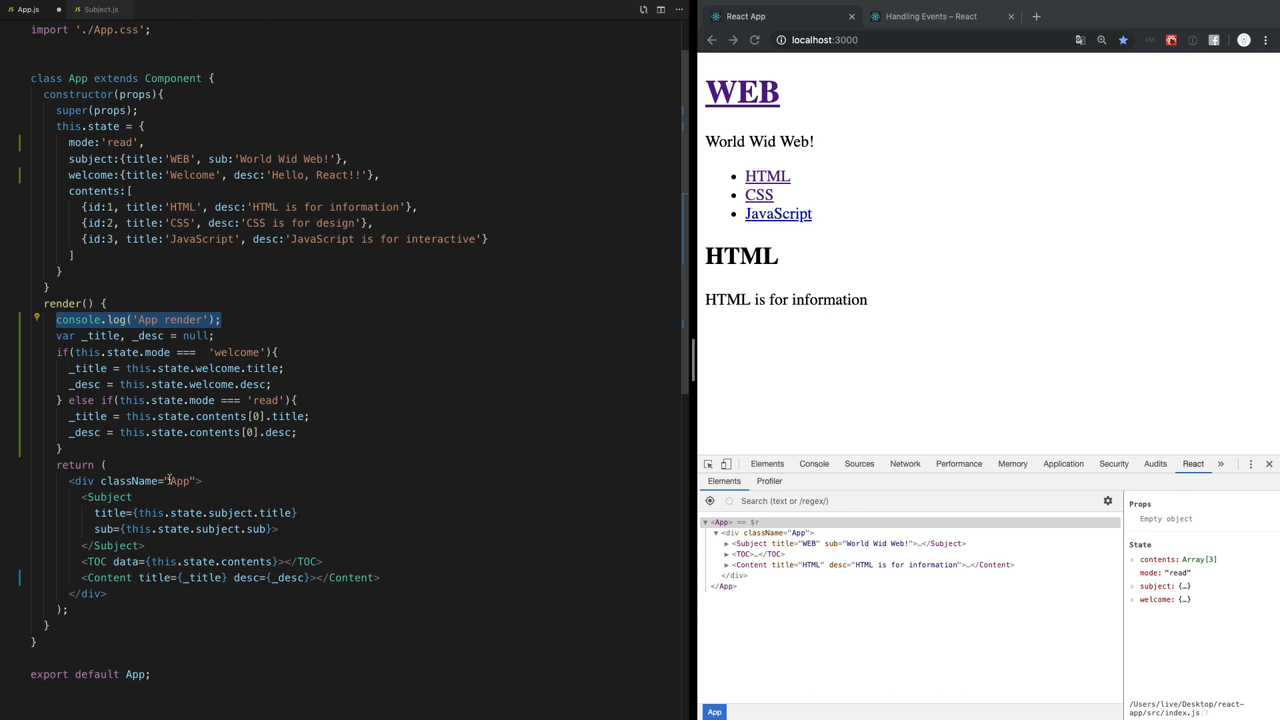 App.js
Subject.js
import './App.css';
class App extends Component {
constructor(props){
super(props);
this.state = {
mode:'read',
subject:{title:'WEB', sub:'World Wid Web!'},
welcome:{title:'Welcome', desc:'Hello, React!!'},
contents:[
{id:1, title:'HTML', desc:'HTML is for information'},
{id:2, title:'CSS', desc:'CSS is for design'},
{id:3, title:'JavaScript', desc:'JavaScript is for interactive'}
]
}
}
render() {
console.log('App render');
var _title, _desc = null;
if(this.state.mode === 'welcome'){
_title = this.state.welcome.title;
_desc = this.state.welcome.desc;
} else if(this.state.mode === 'read'){
_title = this.state.contents[0].title;
_desc = this.state.contents[0].desc;
}
return (
<div className="App">
<Subject
title={this.state.subject.title}
sub={this.state.subject.sub}>
</Subject>
<TOC data={this.state.contents}></TOC>
<Content title={_title} desc={_desc}></Content>
</div>
);
}
}
export default App;
React App
Handling Events – React
localhost:3000
WEB
World Wid Web!
HTML
CSS
JavaScript
HTML
HTML is for information
Elements Console Sources Network Performance Memory Application Security Audits React
Elements Profiler
Search (text or /regex/)
<App> == $r
<div className="App">
<Subject title="WEB" sub="World Wid Web!">…</Subject>
<TOC>…</TOC>
<Content title="HTML" desc="HTML is for information">…</Content>
</div>
</App>
App
Props
Empty object
State
contents: Array[3]
mode: "read"
subject: {…}
welcome: {…}
/Users/live/Desktop/react-
app/src/index.js:7